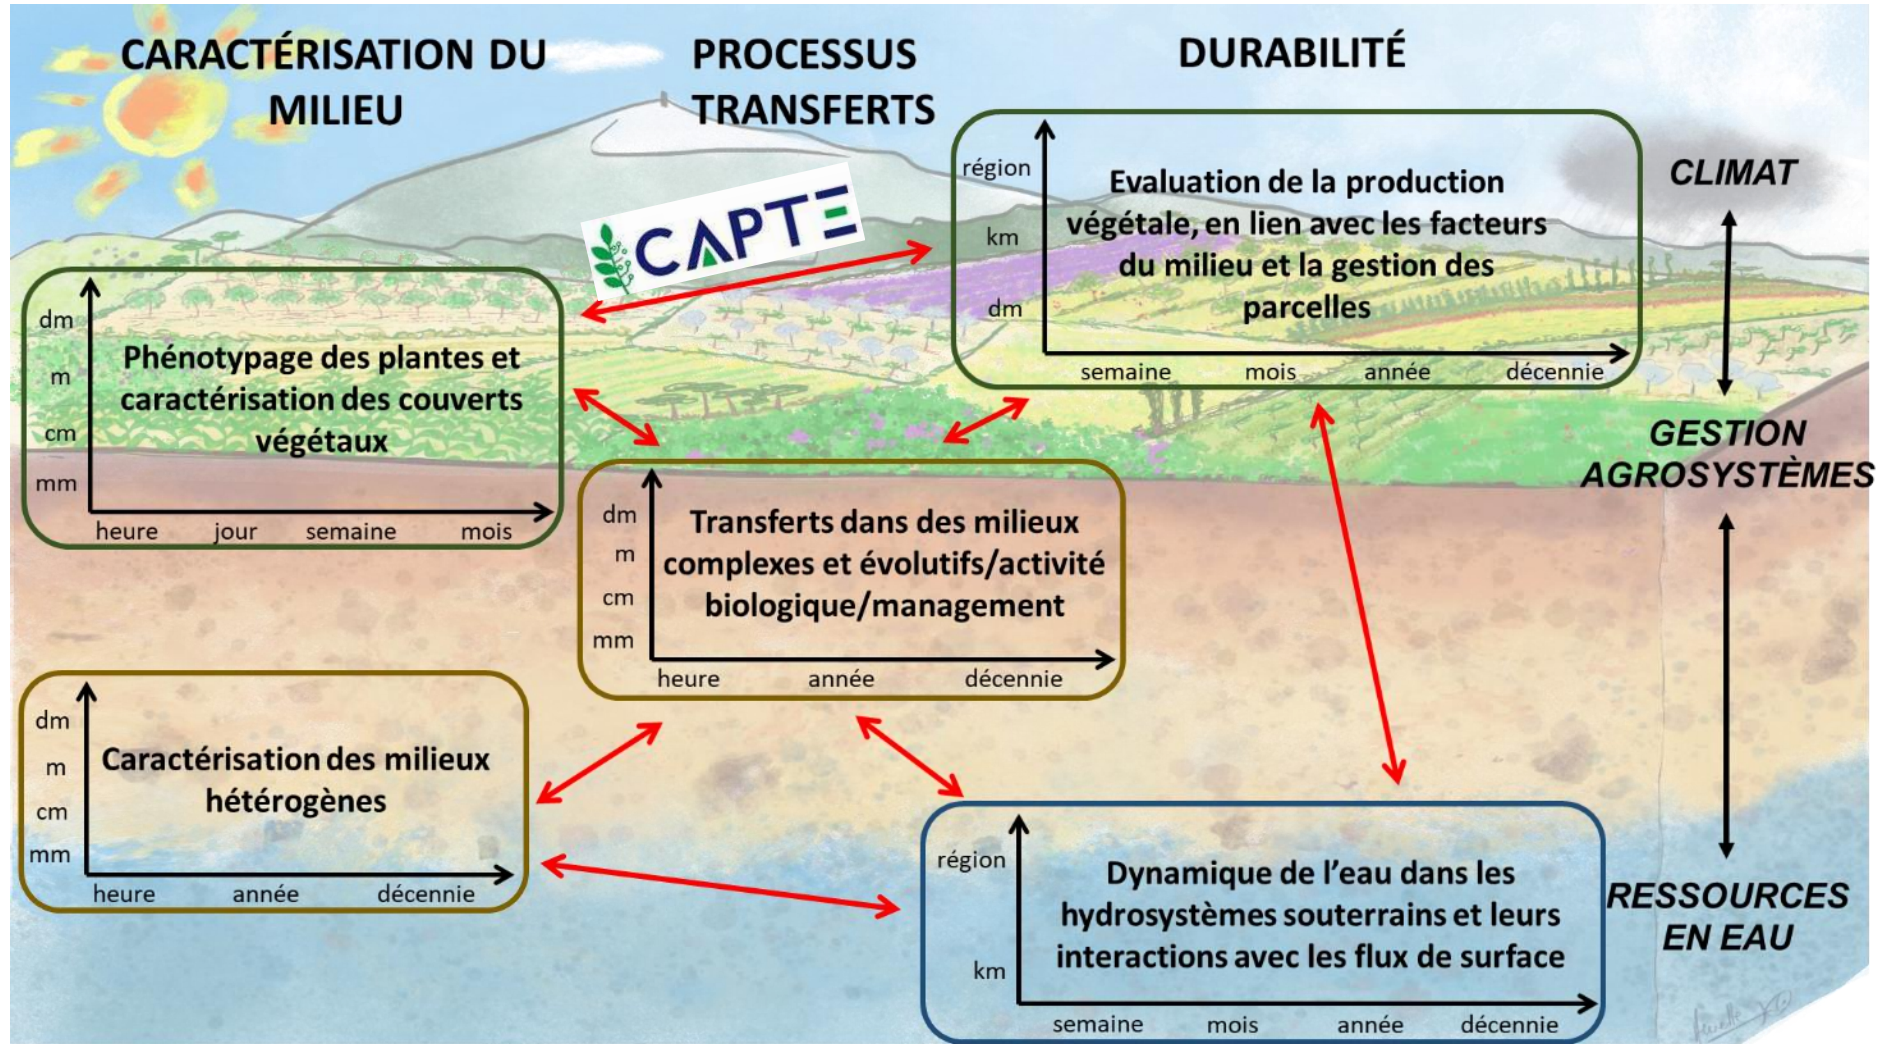 CARACTÉRISATION DU
MILIEU
PROCESSUS
TRANSFERTS
DURABILITÉ
CAPTE
région
km
dm
Evaluation de la production
végétale, en lien avec les facteurs
du milieu et la gestion des
parcelles
semaine mois année décennie
CLIMAT
dm
m
cm
mm
Phénotypage des plantes et
caractérisation des couverts
végétaux
heure jour semaine mois
GESTION
AGROSYSTÈMES
dm
m
cm
mm
Transferts dans des milieux
complexes et évolutifs/activité
biologique/management
heure année décennie
dm
m
cm
mm
Caractérisation des milieux
hétérogènes
heure année décennie
région
km
Dynamique de l’eau dans les
hydrosystèmes souterrains et leurs
interactions avec les flux de surface
semaine mois année décennie
RESSOURCES
EN EAU